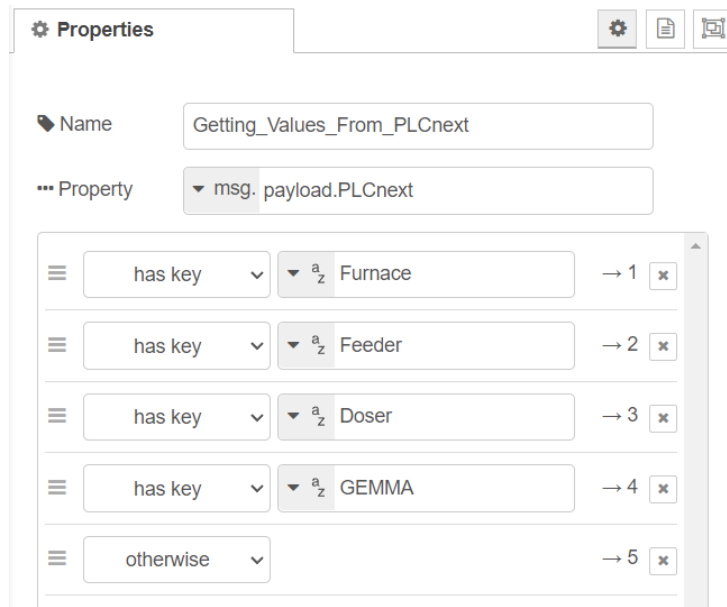 Properties
Name Getting_Values_From_PLCnext
Property msg. payload.PLCnext
has key a z Furnace → 1 x
has key a z Feeder → 2 x
has key a z Doser → 3 x
has key a z GEMMA → 4 x
otherwise → 5 x